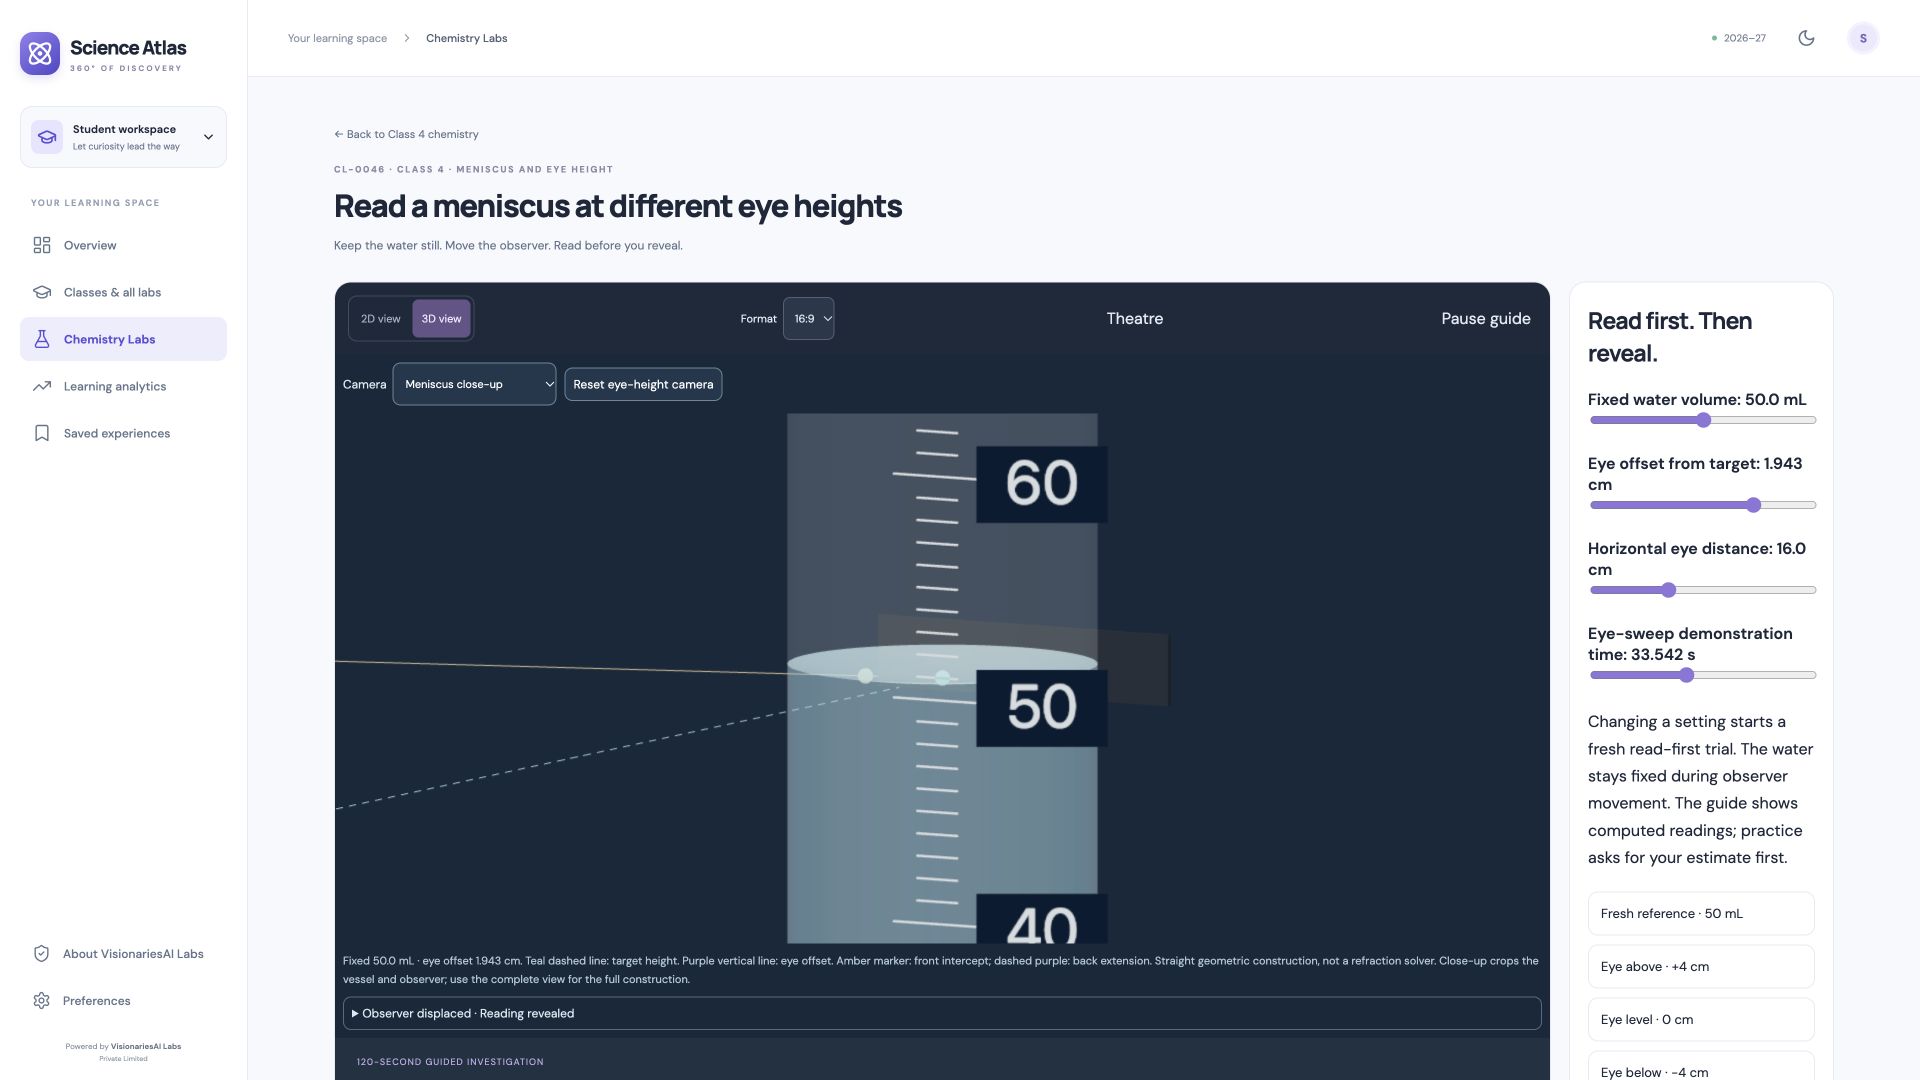 Science Atlas
360° OF DISCOVERY
Student workspace
Let curiosity lead the way
YOUR LEARNING SPACE
Overview
Classes & all labs
Chemistry Labs
Learning analytics
Saved experiences
About VisionariesAI Labs
Preferences
Powered by VisionariesAI Labs
Private Limited
Your learning space
Chemistry Labs
2026–27
S
← Back to Class 4 chemistry
CL-0046 · CLASS 4 · MENISCUS AND EYE HEIGHT
Read a meniscus at different eye heights
Keep the water still. Move the observer. Read before you reveal.
2D view
3D view
Format
16:9
Theatre
Pause guide
Camera
Meniscus close-up
Reset eye-height camera
60
50
40
Fixed 50.0 mL · eye offset 1.943 cm. Teal dashed line: target height. Purple vertical line: eye offset. Amber marker: front intercept; dashed purple: back extension. Straight geometric construction, not a refraction solver. Close-up crops the
vessel and observer; use the complete view for the full construction.
Observer displaced · Reading revealed
120-SECOND GUIDED INVESTIGATION
Read first. Then
reveal.
Fixed water volume: 50.0 mL
Eye offset from target: 1.943
cm
Horizontal eye distance: 16.0
cm
Eye-sweep demonstration
time: 33.542 s
Changing a setting starts a
fresh read-first trial. The water
stays fixed during observer
movement. The guide shows
computed readings; practice
asks for your estimate first.
Fresh reference · 50 mL
Eye above · +4 cm
Eye level · 0 cm
Eye below · -4 cm